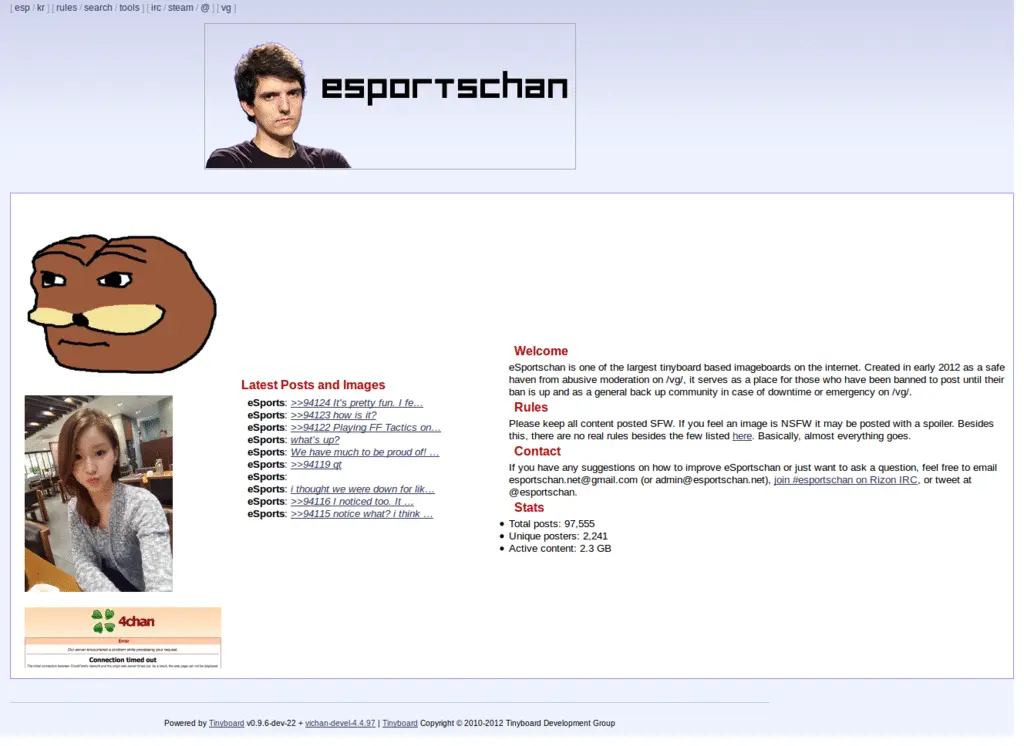 [ esp / kr ] [ rules / search / tools ] [ irc / steam / @ ] [ vg ]
esportschan
Latest Posts and Images
eSports: >>94124 It's pretty fun. I fe…
eSports: >>94123 how is it?
eSports: >>94122 Playing FF Tactics on…
eSports: what's up?
eSports: We have much to be proud of! …
eSports: >>94119 qt
eSports:
eSports: i thought we were down for lik…
eSports: >>94116 I noticed too. It …
eSports: >>94115 notice what? i think …
Welcome
eSportschan is one of the largest tinyboard based imageboards on the internet. Created in early 2012 as a safe
haven from abusive moderation on /vg/, it serves as a place for those who have been banned to post until their
ban is up and as a general back up community in case of downtime or emergency on /vg/.
Rules
Please keep all content posted SFW. If you feel an image is NSFW it may be posted with a spoiler. Besides
this, there are no real rules besides the few listed here. Basically, almost everything goes.
Contact
If you have any suggestions on how to improve eSportschan or just want to ask a question, feel free to email
esportschan.net@gmail.com (or admin@esportschan.net), join #esportschan on Rizon IRC, or tweet at
@esportschan.
Stats
Total posts: 97,555
Unique posters: 2,241
Active content: 2.3 GB
4chan
Error
Our server encountered a problem while processing your request.
Connection timed out
Powered by Tinyboard v0.9.6-dev-22 + vichan-devel-4.4.97 | Tinyboard Copyright © 2010-2012 Tinyboard Development Group